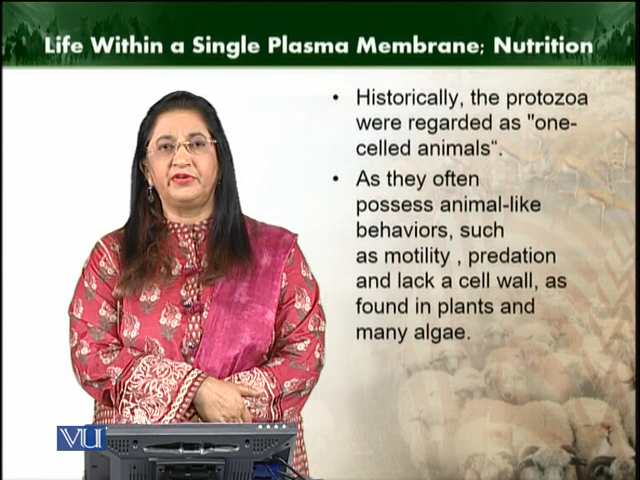 Life Within a Single Plasma Membrane; Nutrition
• Historically, the protozoa
were regarded as "one-
celled animals“.
• As they often
possess animal-like
behaviors, such
as motility , predation
and lack a cell wall, as
found in plants and
many algae.
VU